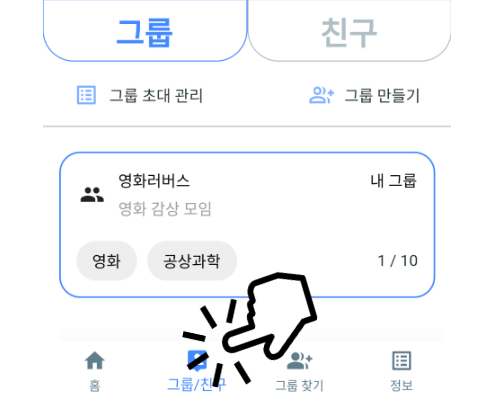 그룹 친구
그룹 초대 관리 그룹 만들기
영화러버스 내 그룹
영화 감상 모임
영화 공상과학 1 / 10
홈 그룹/친구 그룹 찾기 정보